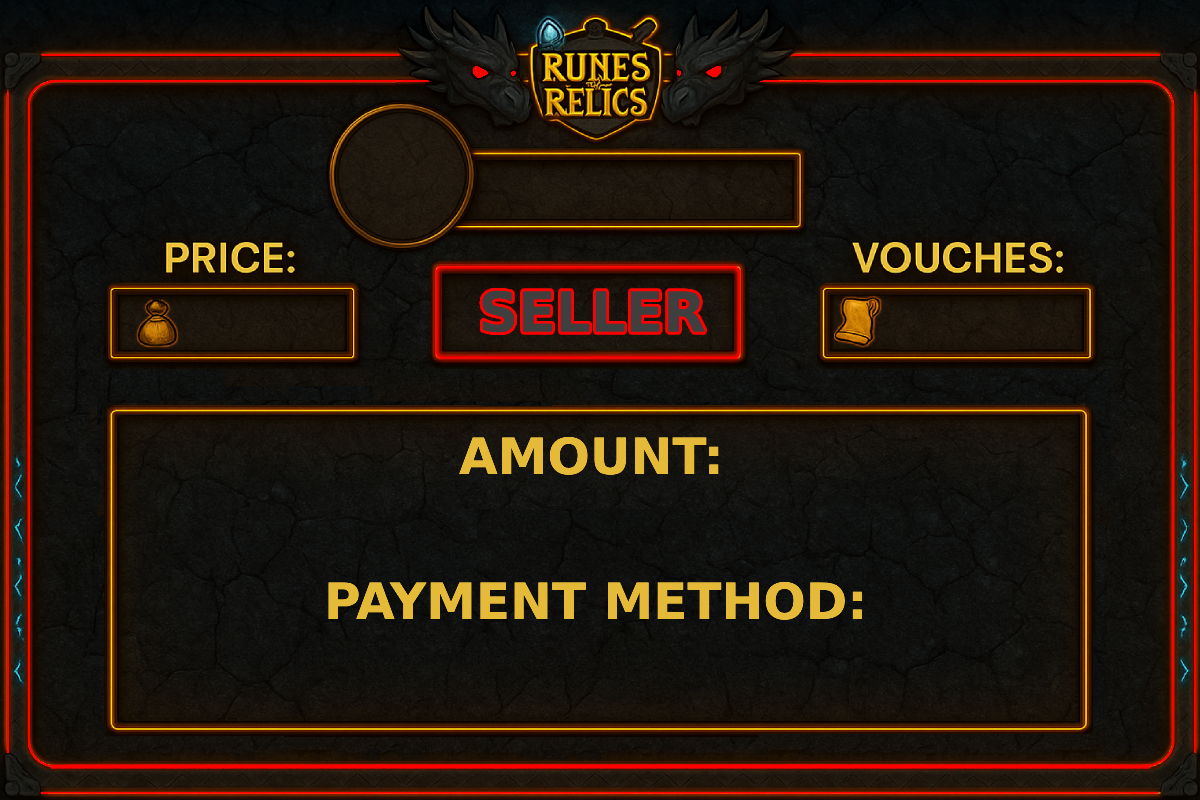 RUNES
RELICS
PRICE:
VOUCHES:
SELLER
AMOUNT:
PAYMENT METHOD: